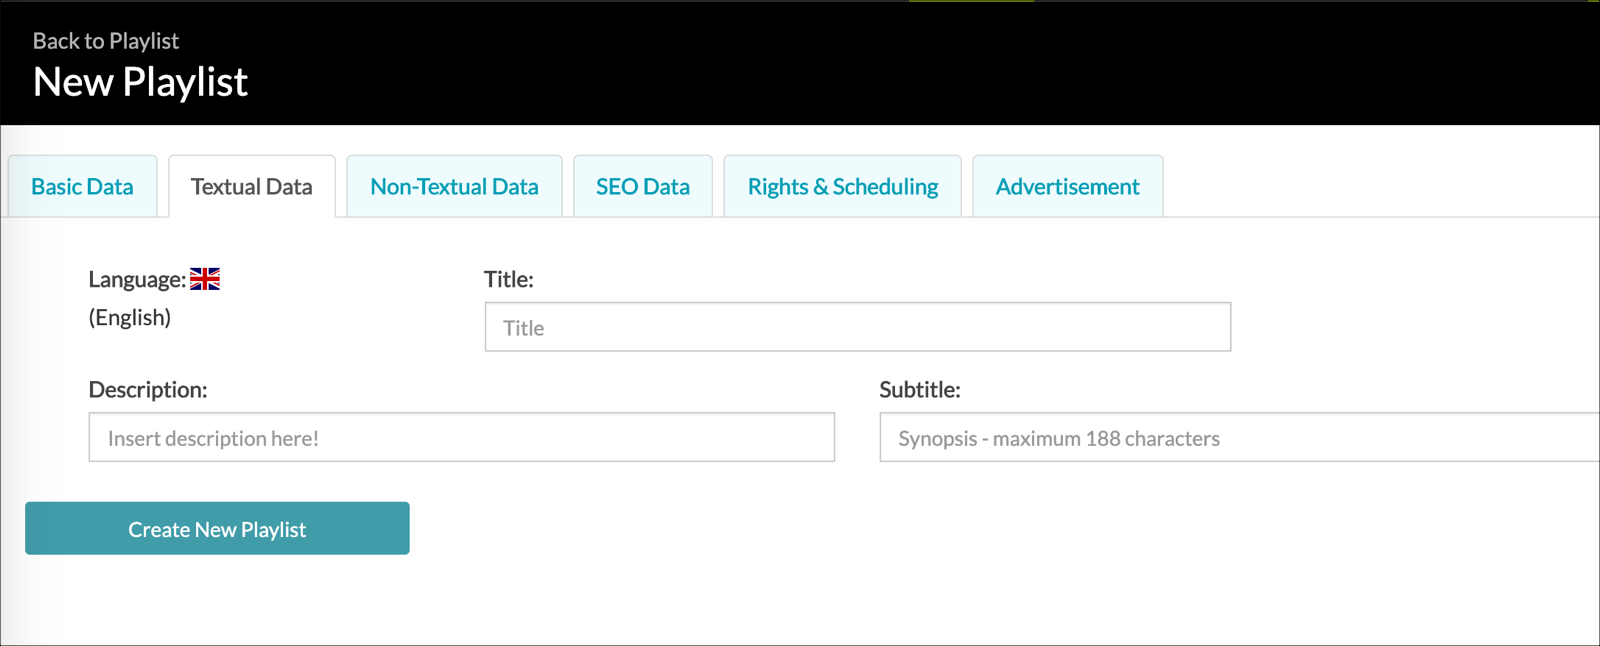 Back to Playlist
New Playlist
Basic Data
Textual Data
Non-Textual Data
SEO Data
Rights & Scheduling
Advertisement
Language:
(English)
Title:
Title
Description:
Insert description here!
Subtitle:
Synopsis - maximum 188 characters
Create New Playlist